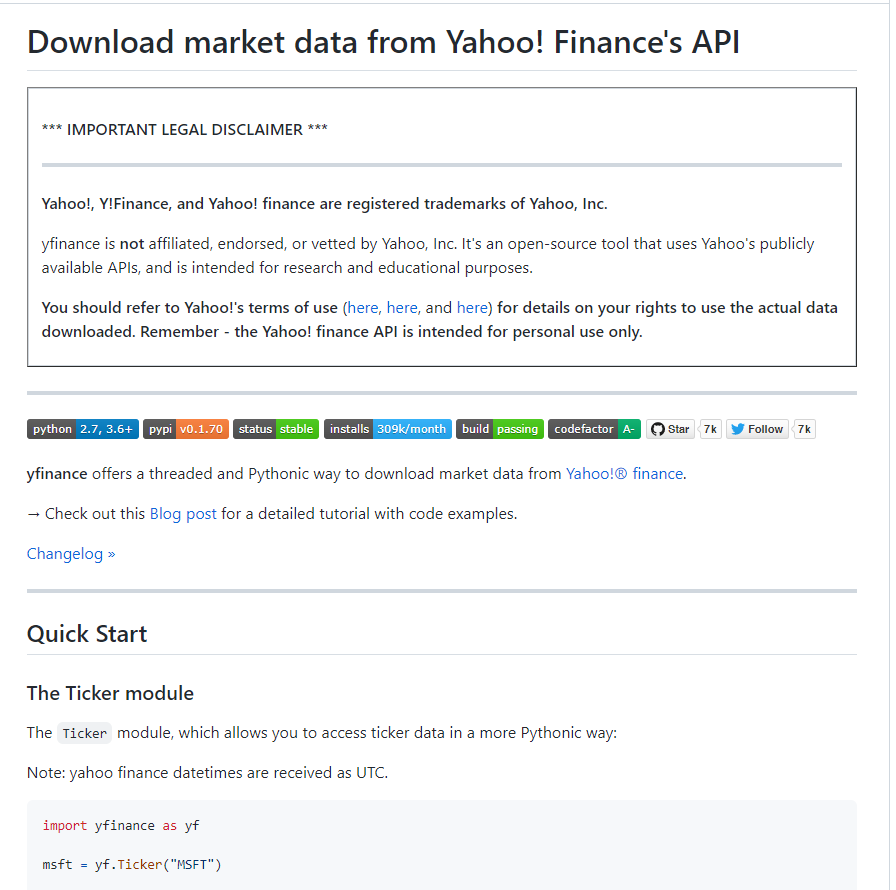 Download market data from Yahoo! Finance's API
*** IMPORTANT LEGAL DISCLAIMER ***
Yahoo!, Y!Finance, and Yahoo! finance are registered trademarks of Yahoo, Inc.
yfinance is not affiliated, endorsed, or vetted by Yahoo, Inc. It's an open-source tool that uses Yahoo's publicly
available APIs, and is intended for research and educational purposes.
You should refer to Yahoo!'s terms of use (here, here, and here) for details on your rights to use the actual data
downloaded. Remember - the Yahoo! finance API is intended for personal use only.
python 2.7, 3.6+ pypi v0.1.70 status stable installs 309k/month build passing codefactor A- Star 7k Follow 7k
yfinance offers a threaded and Pythonic way to download market data from Yahoo!® finance.
→ Check out this Blog post for a detailed tutorial with code examples.
Changelog »
Quick Start
The Ticker module
The Ticker module, which allows you to access ticker data in a more Pythonic way:
Note: yahoo finance datetimes are received as UTC.
import yfinance as yf
msft = yf.Ticker("MSFT")